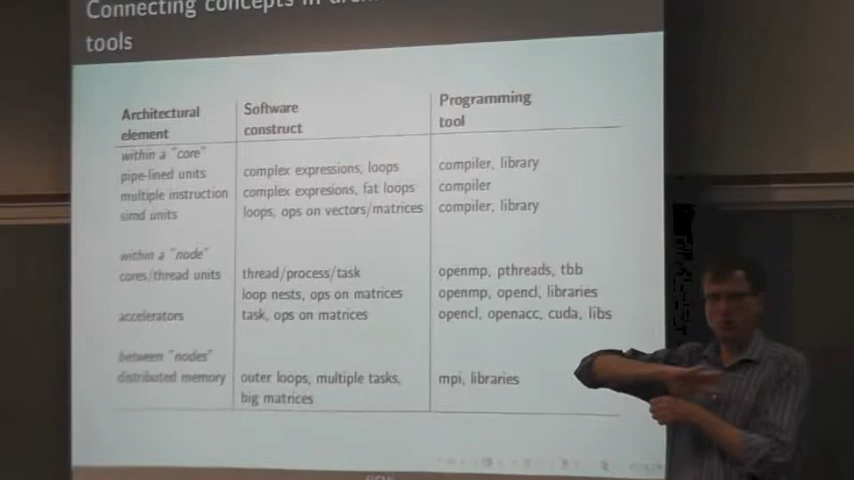 Connecting concepts in
tools
Architectural element Software construct Programming tool
within a "core"
pipe-lined units complex expressions, loops compiler, library
multiple instruction complex expresions, fat loops compiler
simd units loops, ops on vectors/matrices compiler, library
within a "node"
cores/thread units thread/process/task openmp, pthreads, tbb
loop nests, ops on matrices openmp, opencl, libraries
accelerators task, ops on matrices opencl, openacc, cuda, libs
between "nodes"
distributed memory outer loops, multiple tasks, mpi, libraries
big matrices